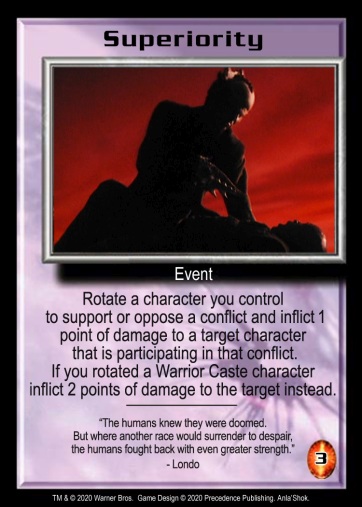 Superiority
Event
Rotate a character you control
to support or oppose a conflict and inflict 1
point of damage to a target character
that is participating in that conflict.
If you rotated a Warrior Caste character
inflict 2 points of damage to the target instead.
"The humans knew they were doomed.
But where another race would surrender to despair,
the humans fought back with even greater strength."
- Londo
3
TM & © 2020 Warner Bros. Game Design © 2020 Precedence Publishing. Anla'Shok.